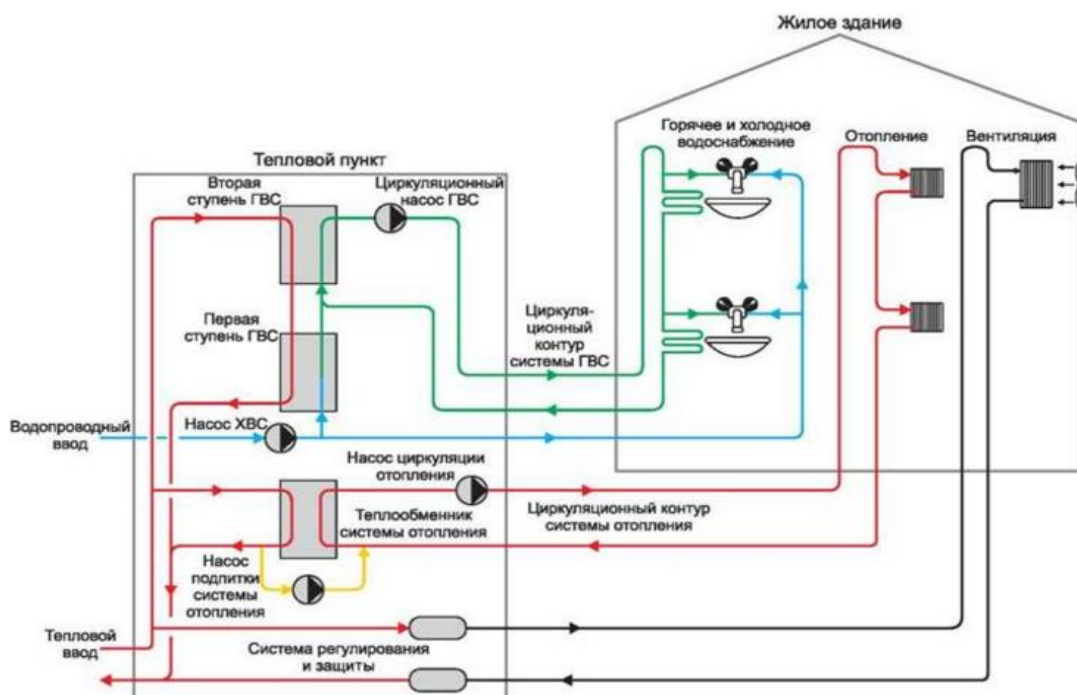 Жилое здание
Горячее и холодное
водоснабжение
Отопление
Вентиляция
Тепловой пункт
Вторая
ступень ГВС
Циркуляционный
насос ГВС
Первая
ступень ГВС
Циркуля-
ционный
контур
системы ГВС
Водопроводный
ввод
Насос ХВС
Насос циркуляции
отопления
Теплообменник
системы отопления
Циркуляционный контур
системы отопления
Насос
подпитки
системы
отопления
Тепловой
ввод
Система регулирования
и защиты